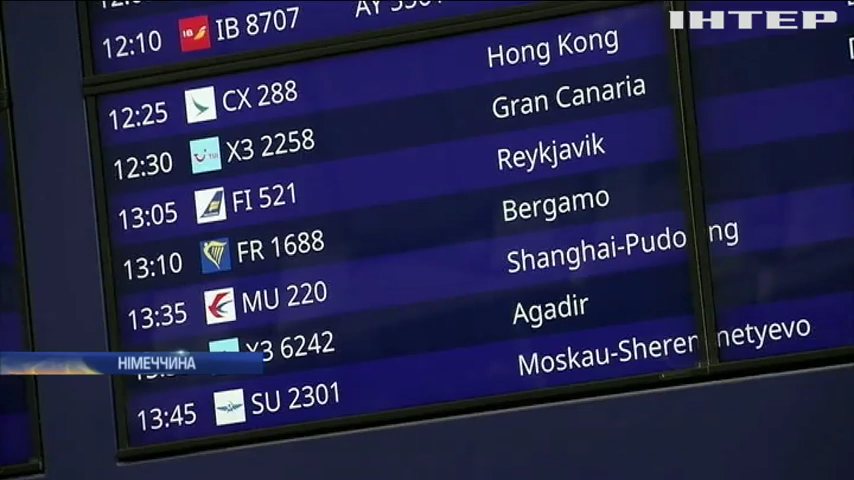 ІНТЕР
12:10 IB 8707
12:25 CX 288 Hong Kong
12:30 X3 2258 Gran Canaria
13:05 FI 521 Reykjavik
13:10 FR 1688 Bergamo
13:35 MU 220 Shanghai-Pudong
X3 6242 Agadir
13:45 SU 2301 Moskau-Sheremetyevo
НІМЕЧЧИНА